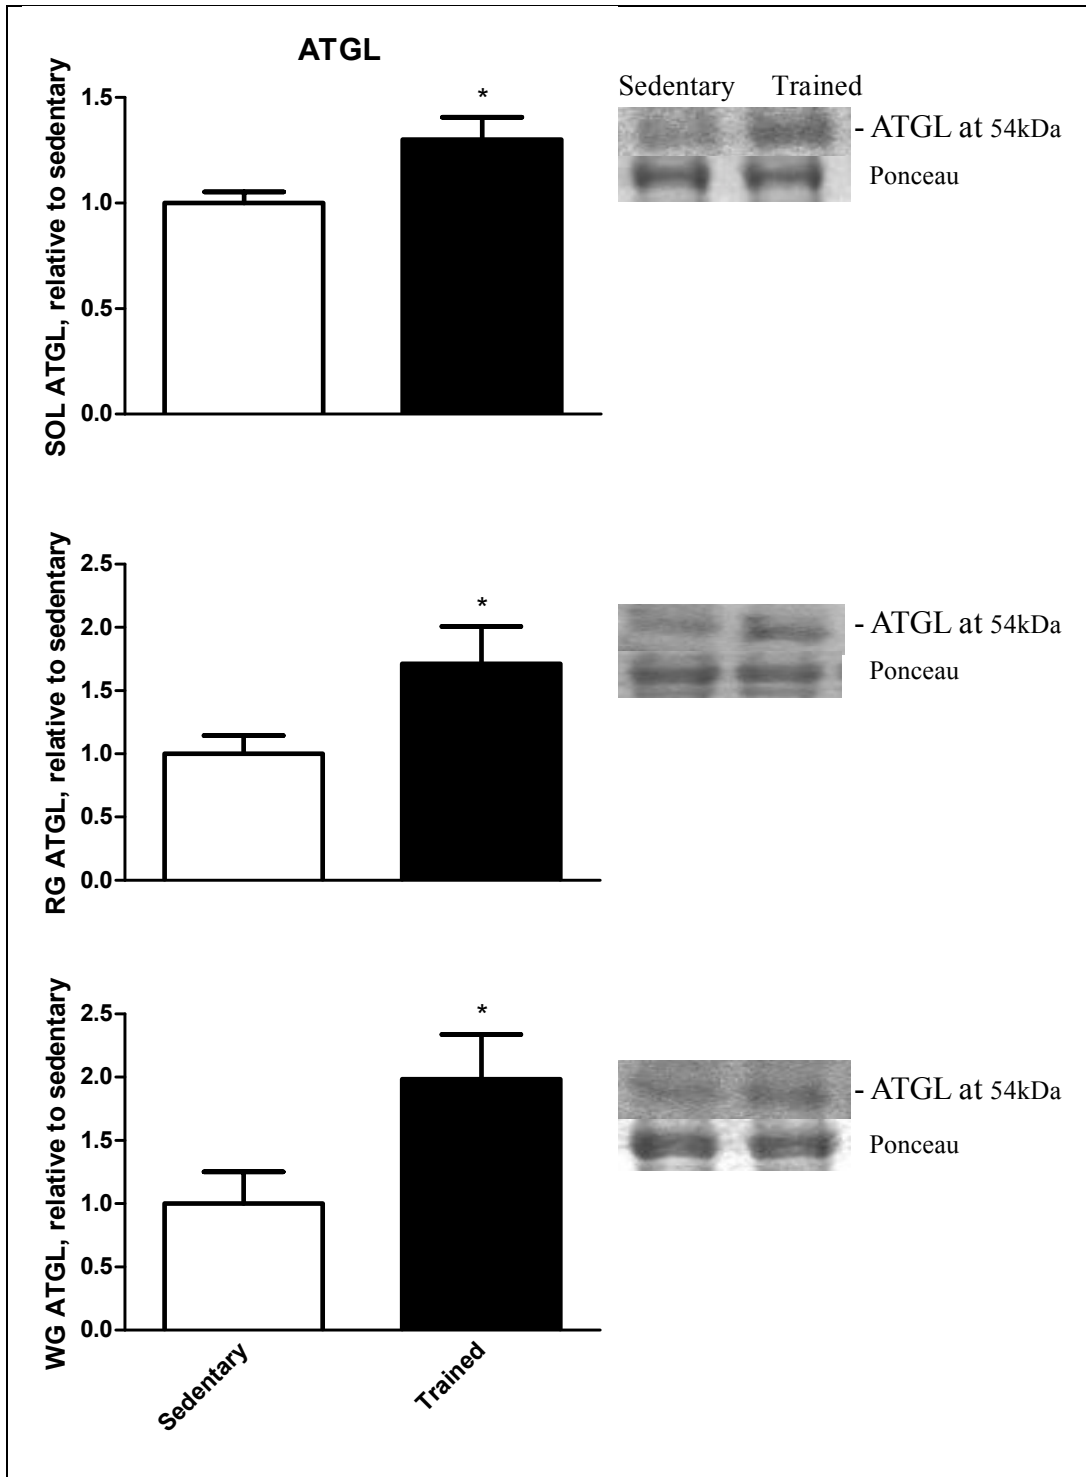 ATGL
SOL ATGL, relative to sedentary
1.5
*
1.0
0.5
0.0
Sedentary Trained
- ATGL at 54kDa
Ponceau
RG ATGL, relative to sedentary
2.5
2.0
*
1.5
1.0
0.5
0.0
- ATGL at 54kDa
Ponceau
WG ATGL, relative to sedentary
2.5
*
2.0
1.5
1.0
0.5
0.0
- ATGL at 54kDa
Ponceau
Sedentary
Trained